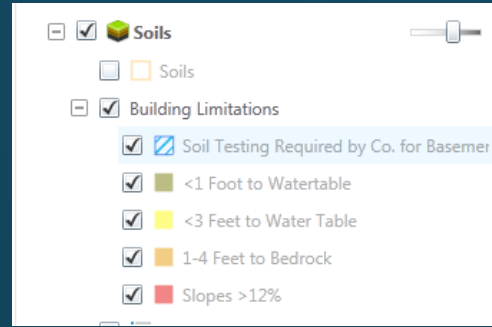 Soils
Soils
Building Limitations
Soil Testing Required by Co. for
<1 Foot to Watertable
<3 Feet to Water Table
1-4 Feet to Bedrock
Slopes >12%